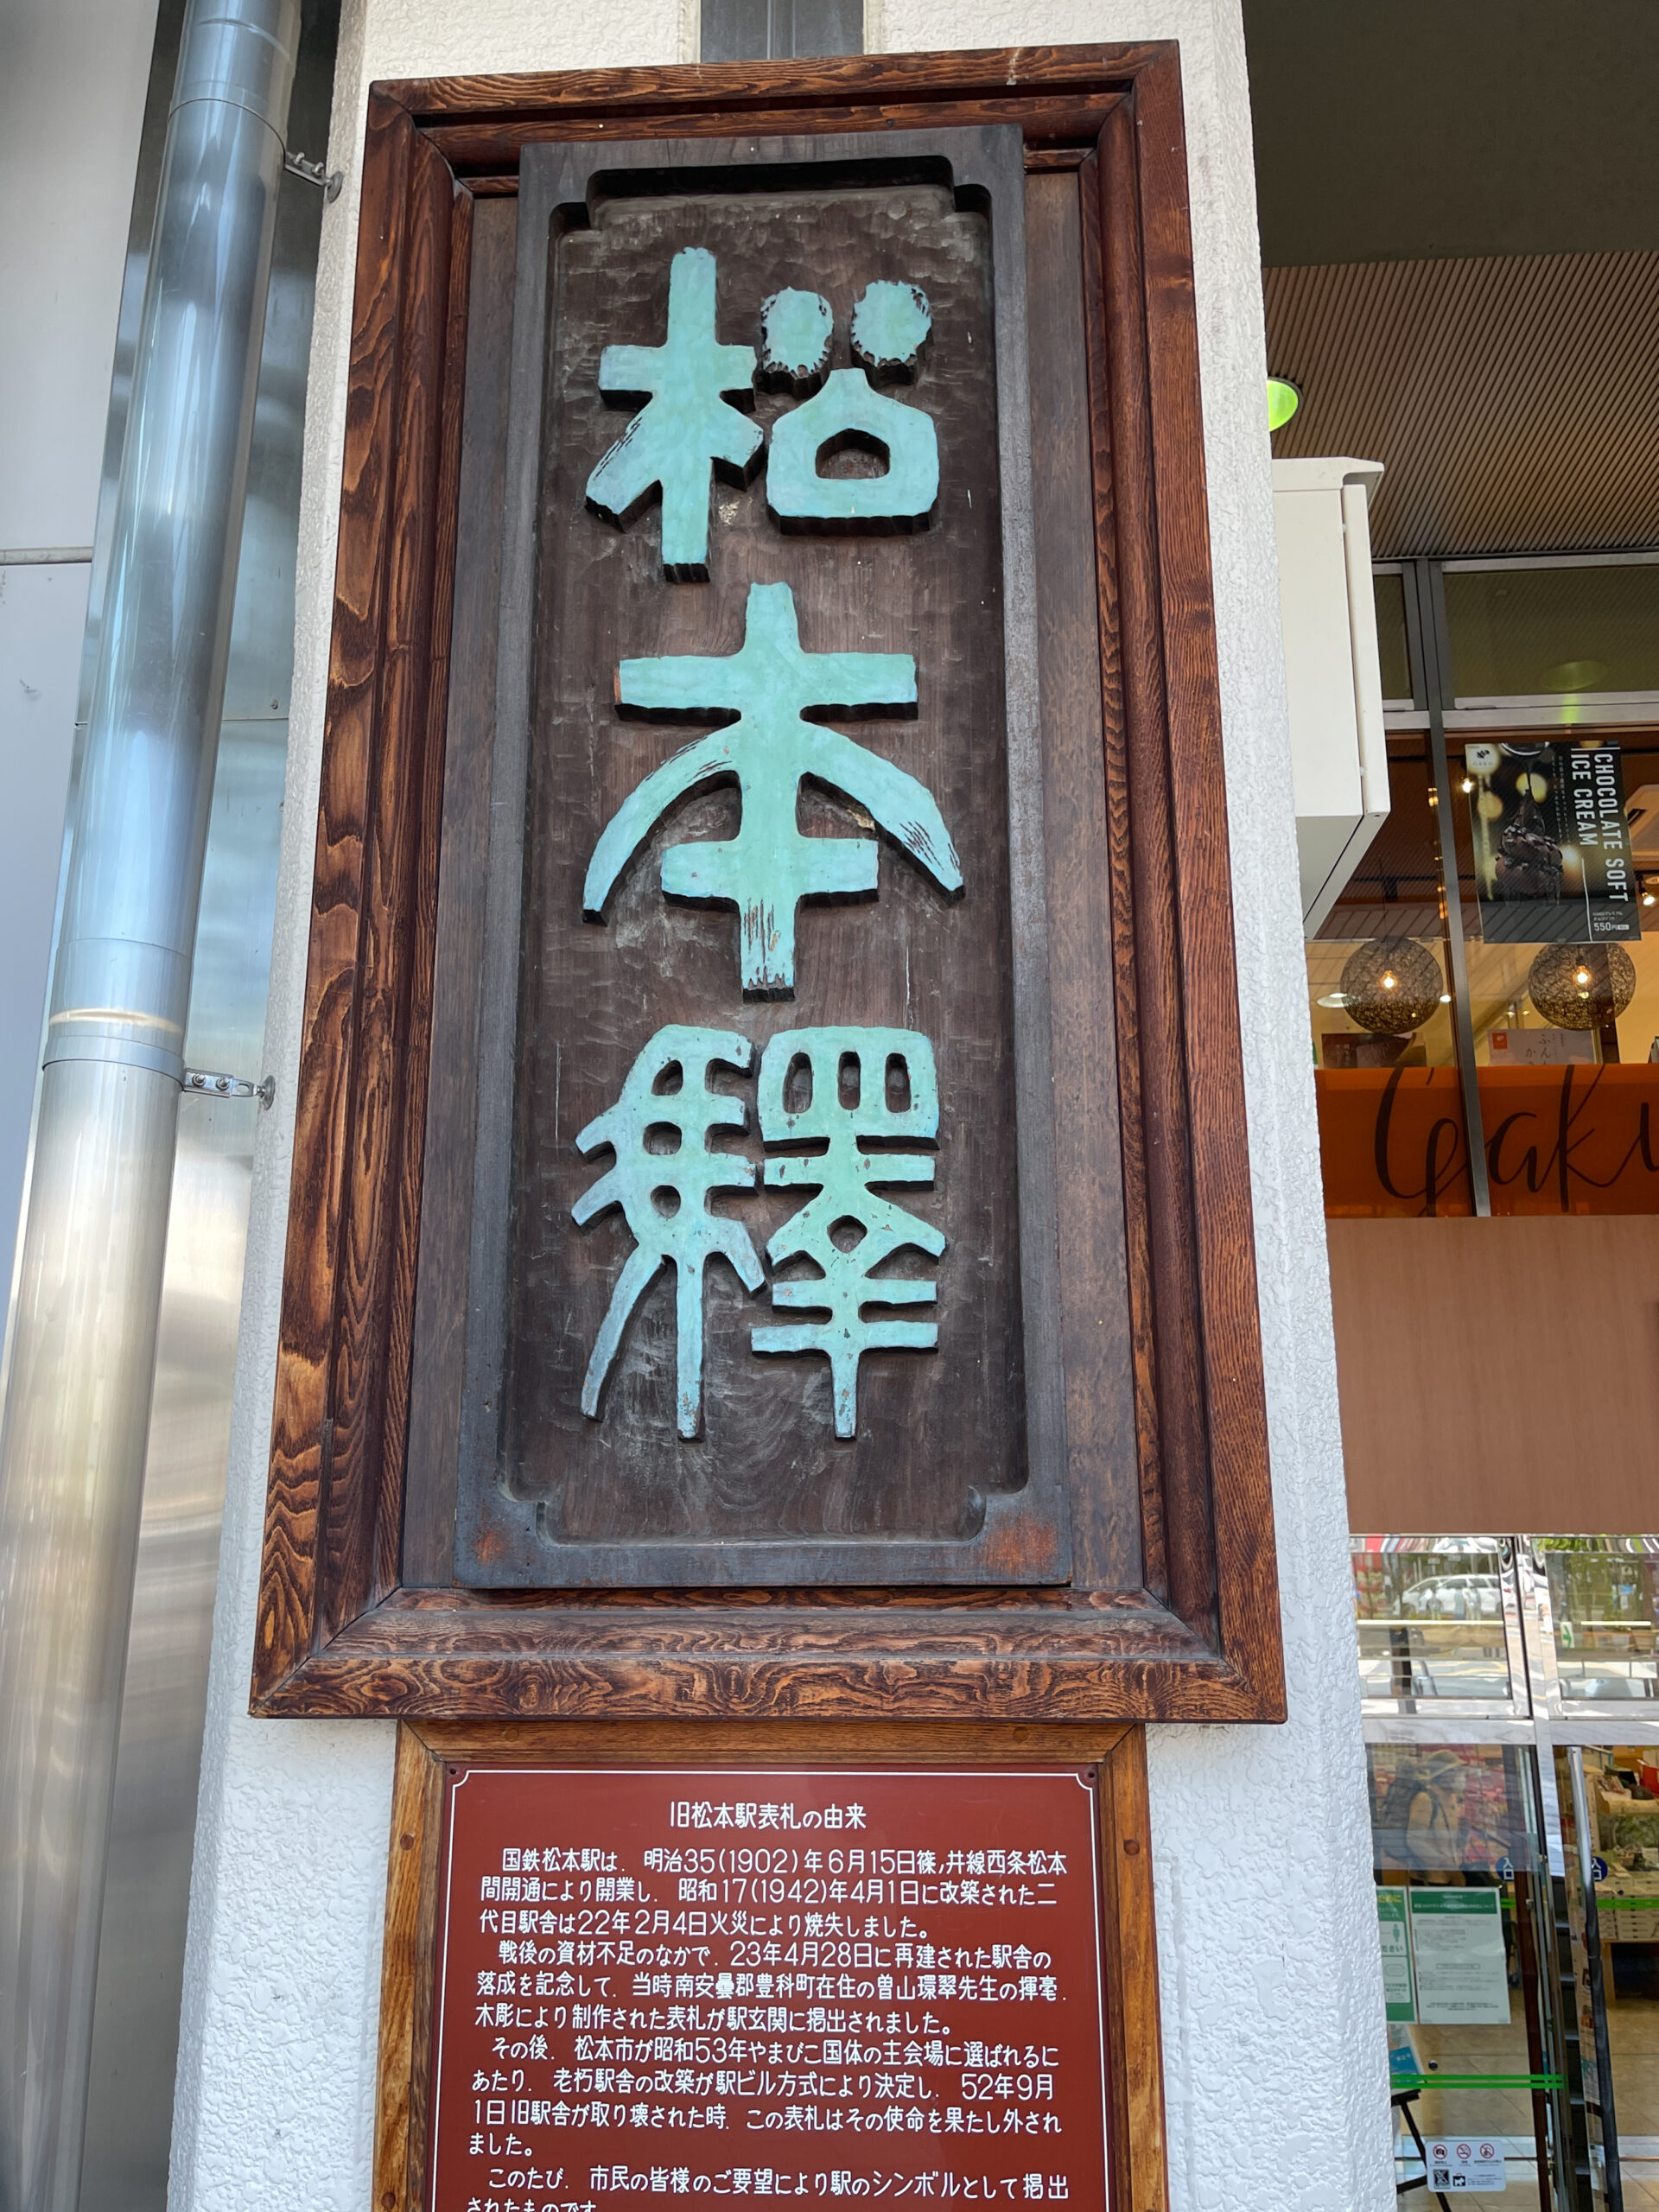 松本驛
旧松本駅表札の由来
国鉄松本駅は、明治35(1902)年6月15日篠ノ井線西条松本
間開通により開業し、昭和17(1942)年4月1日に改築された二
代目駅舎は22年2月4日火災により焼失しました。
戦後の資材不足のなかで、23年4月28日に再建された駅舎の
落成を記念して、当時南安曇郡豊科町在住の曽山環翠先生の揮毫、
木彫により制作された表札が駅玄関に掲出されました。
その後、松本市が昭和53年やまびこ国体の主会場に選ばれるに
あたり、老朽駅舎の改築が駅ビル方式により決定し、52年9月
1日旧駅舎が取り壊された時、この表札はその使命を果たし外され
ました。
このたび、市民の皆様のご要望により駅のシンボルとして掲出
されたものです
CHOCOLATE SOFT
ICE CREAM
550円